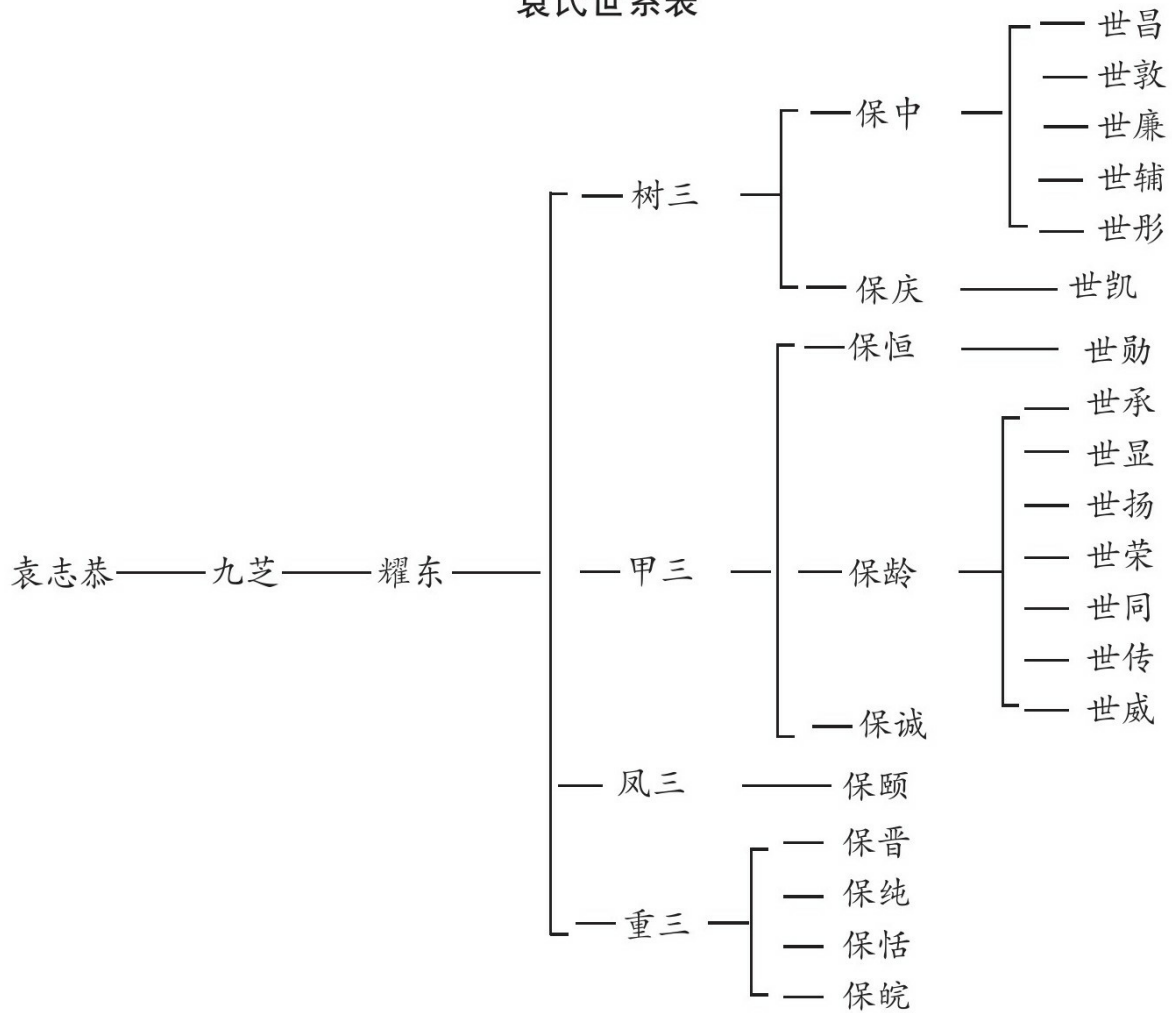 袁氏世系表
世昌
世敦
保中
世廉
世辅
树三
世彤
保庆
世凯
保恒
世勋
世承
世显
世扬
袁志恭
九芝
耀东
甲三
保龄
世荣
世同
世传
世威
保诚
凤三
保颐
保晋
保纯
重三
保恬
保皖